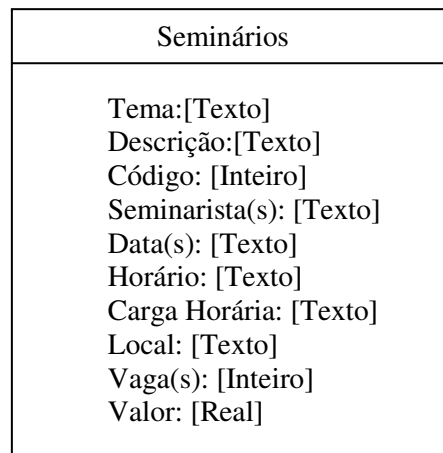 Seminários
Tema:[Texto]
Descrição:[Texto]
Código: [Inteiro]
Seminarista(s): [Texto]
Data(s): [Texto]
Horário: [Texto]
Carga Horária: [Texto]
Local: [Texto]
Vaga(s): [Inteiro]
Valor: [Real]